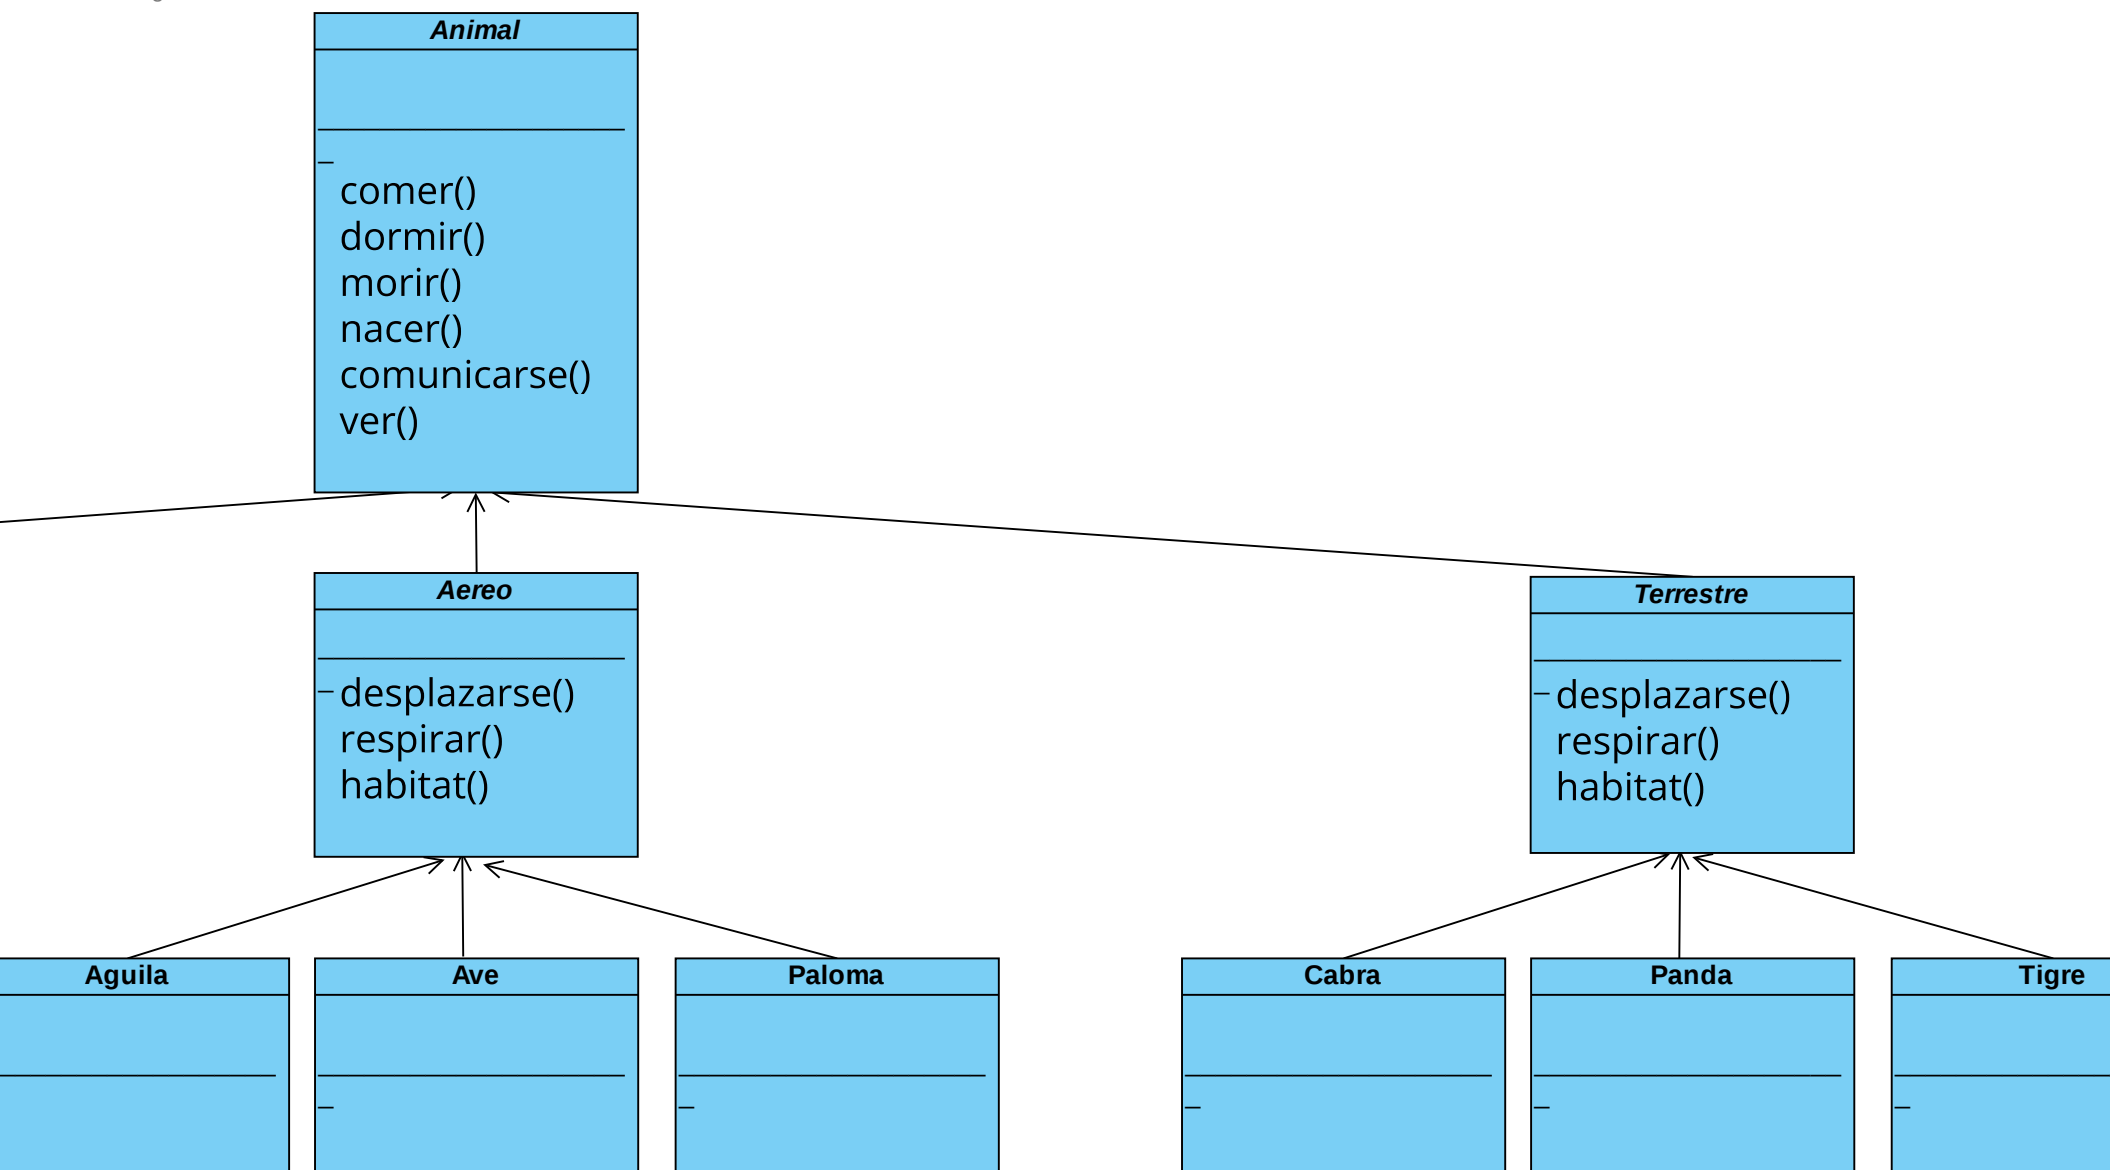 Animal
comer()
dormir()
morir()
nacer()
comunicarse()
ver()
Aereo
desplazarse()
respirar()
habitat()
Terrestre
desplazarse()
respirar()
habitat()
Aguila
Ave
Paloma
Cabra
Panda
Tigre